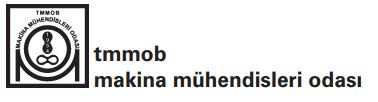 TMMOB
MAKİNA MÜHENDİSLERİ ODASI
tmmob
makina mühendisleri odası